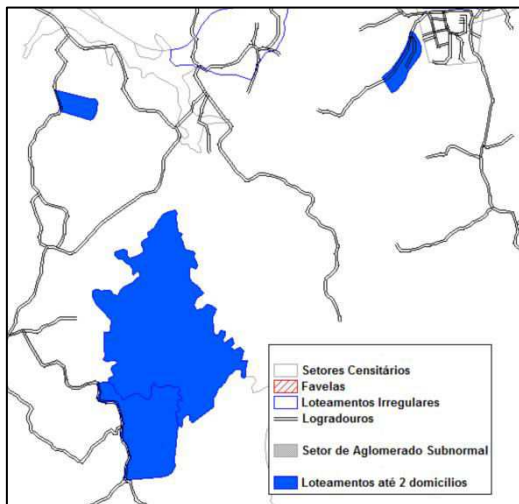 Setores Censitários
Favelas
Loteamentos Irregulares
Logradouros
Setor de Aglomerado Subnormal
Loteamentos até 2 domicílios